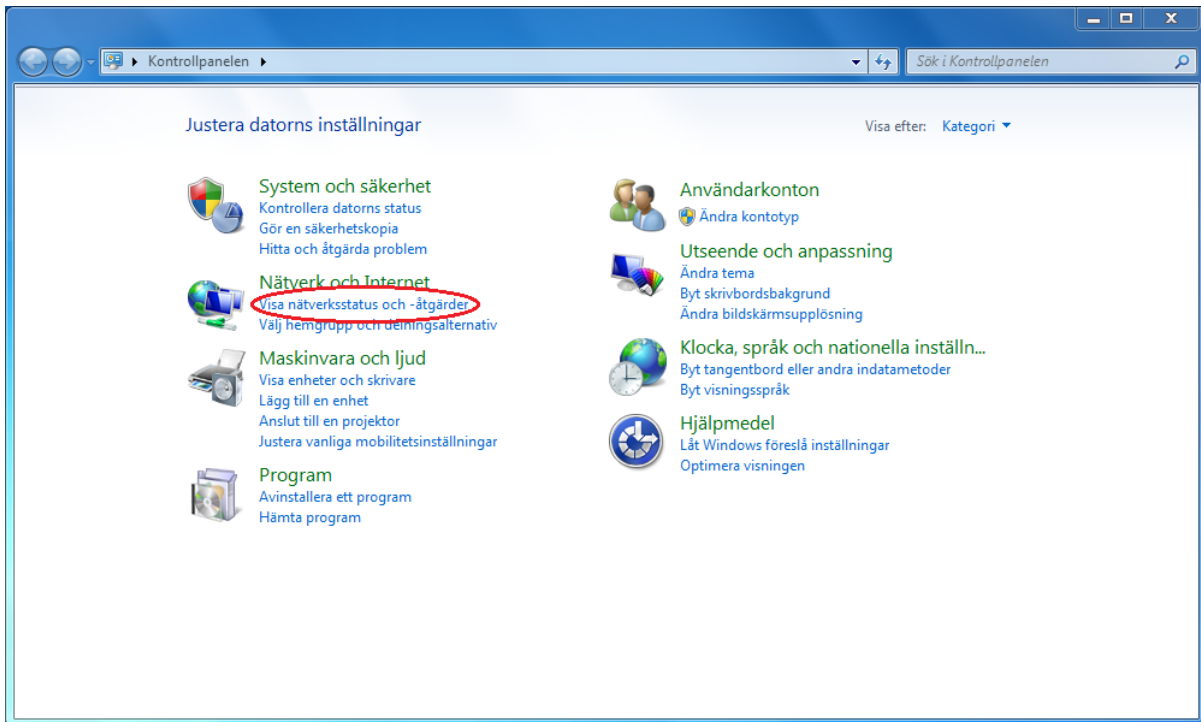 Kontrollpanelen
Sök i Kontrollpanelen
Justera datorns inställningar
Visa efter: Kategori
System och säkerhet
Kontrollera datorns status
Gör en säkerhetskopia
Hitta och åtgärda problem
Nätverk och Internet
Visa nätverksstatus och -åtgärder
Välj hemgrupp och delningsalternativ
Maskinvara och ljud
Visa enheter och skrivare
Lägg till en enhet
Anslut till en projektor
Justera vanliga mobilitetsinställningar
Program
Avinstallera ett program
Hämta program
Användarkonton
Ändra kontotyp
Utseende och anpassning
Ändra tema
Byt skrivbordsbakgrund
Ändra bildskärmsupplösning
Klocka, språk och nationella inställn...
Byt tangentbord eller andra indatametoder
Byt visningsspråk
Hjälpmedel
Låt Windows föreslå inställningar
Optimera visningen